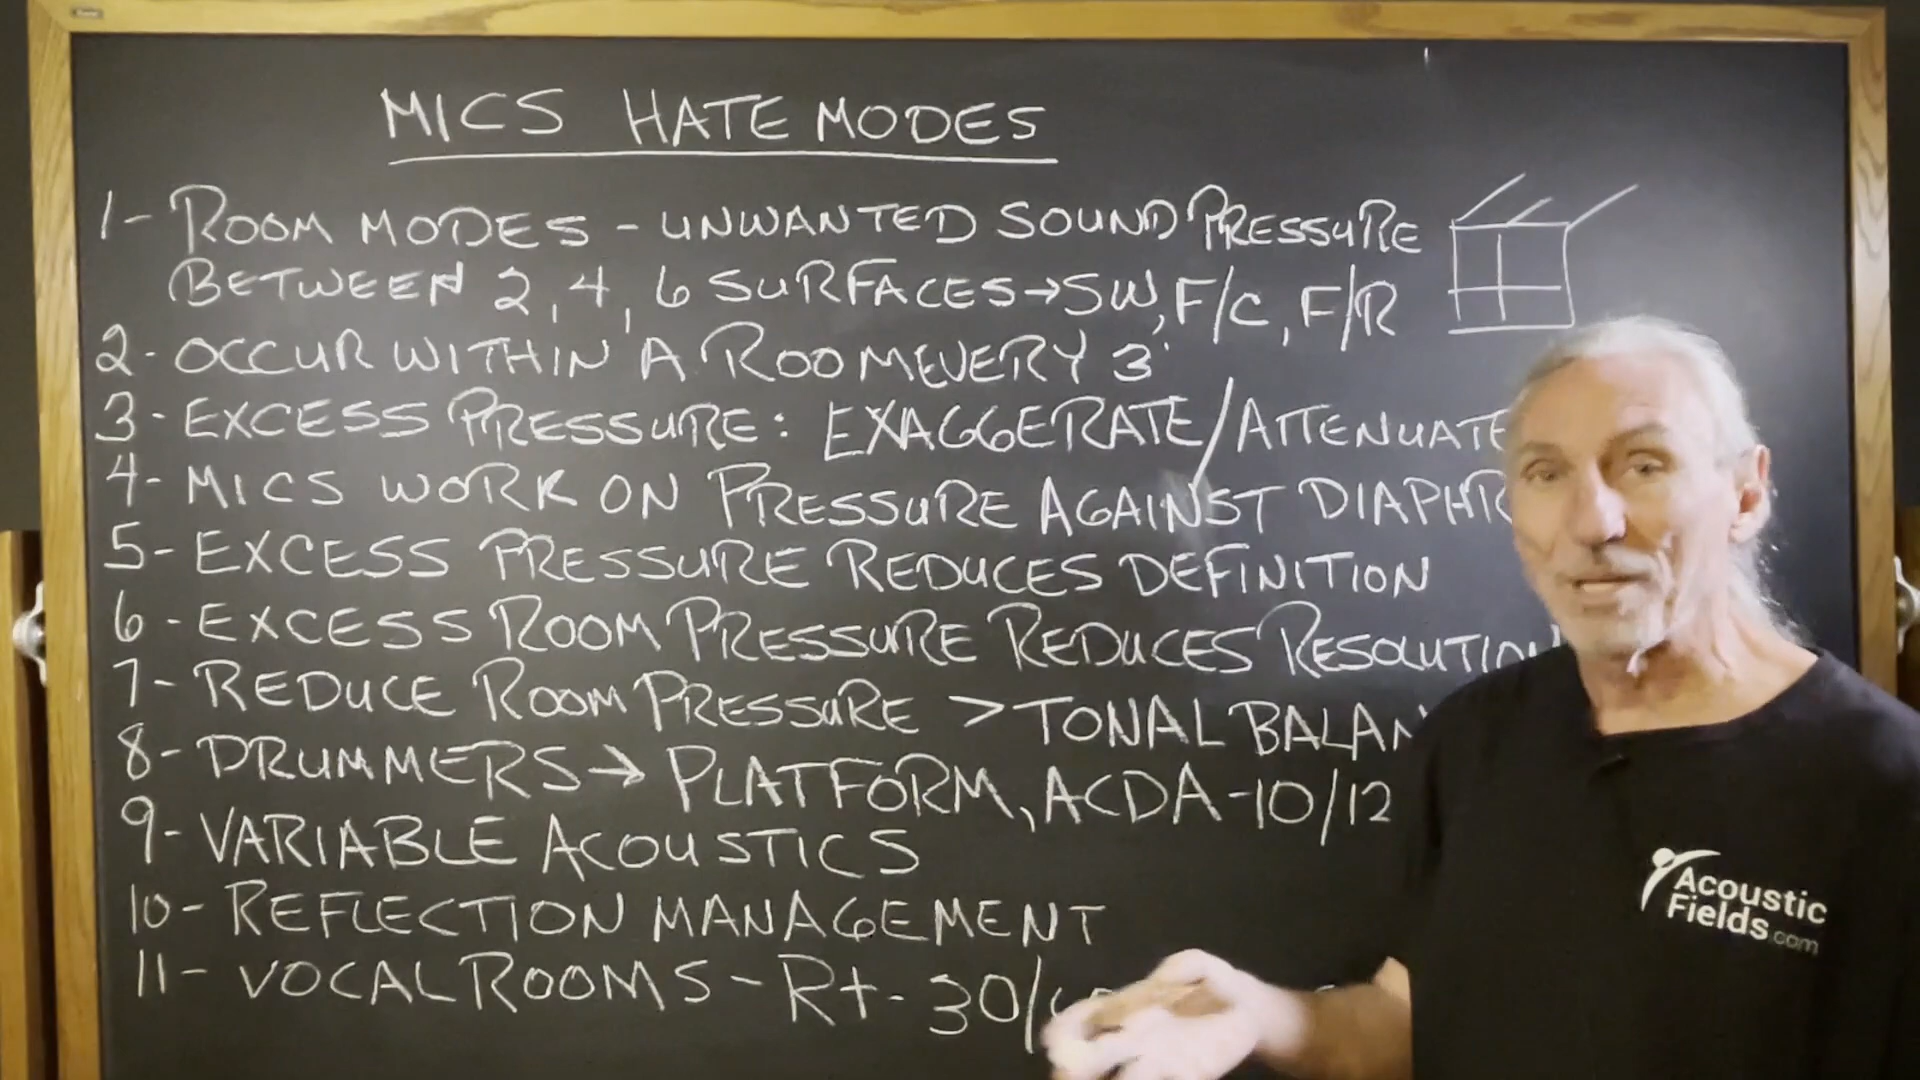 MICS HATE MODES
1- ROOM MODES - UNWANTED SOUND PRESSURE
BETWEEN 2, 4, 6 SURFACES → SW, F/C, F/R
2- OCCUR WITHIN A ROOM EVERY 3'
3- EXCESS PRESSURE: EXAGGERATE/ATTENUATE
4- MICS WORK ON PRESSURE AGAINST DIAPHR
5- EXCESS PRESSURE REDUCES DEFINITION
6- EXCESS ROOM PRESSURE REDUCES RESOLUTION
7- REDUCE ROOM PRESSURE > TONAL BALAN
8- DRUMMERS → PLATFORM, ACDA-10/12
9- VARIABLE ACOUSTICS
10- REFLECTION MANAGEMENT
11- VOCAL ROOMS - Rt - 30/
Acoustic
Fields.com